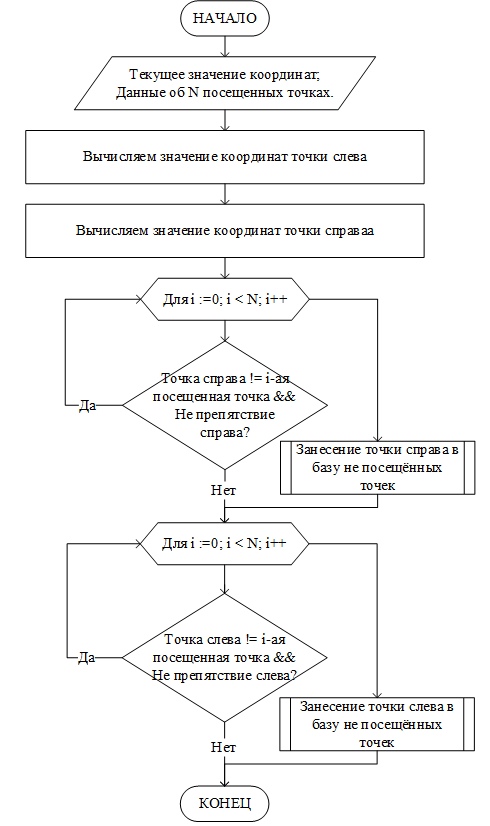 НАЧАЛО
Текущее значение координат;
Данные об N посещенных точках.
Вычисляем значение координат точки слева
Вычисляем значение координат точки справаа
Для i :=0; i < N; i++
Точка справа != i-ая
посещенная точка &&
Не препятствие
справа?
Да
Занесение точки справа в
базу не посещённых
точек
Нет
Для i :=0; i < N; i++
Точка слева != i-ая
посещенная точка &&
Не препятствие слева?
Да
Занесение точки слева в
базу не посещённых
точек
Нет
КОНЕЦ